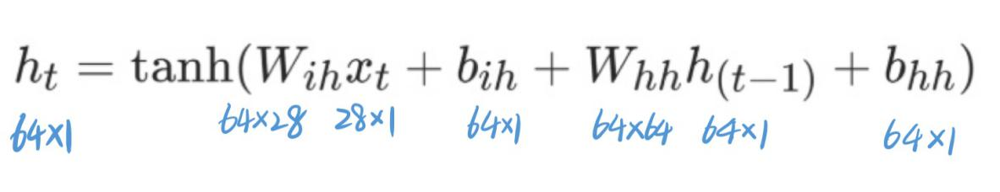 h_t = tanh(W_{ih}x_t + b_{ih} + W_{hh}h_{(t−1)} + b_{hh})
64×1 64×28 28×1 64×1 64×64 64×1 64×1